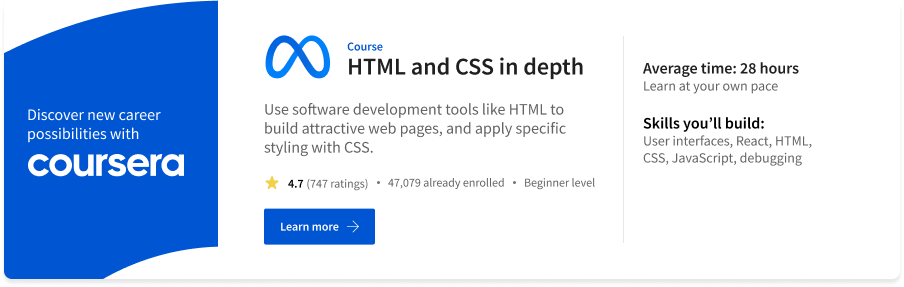 Discover new career
possibilities with
coursera
Course
HTML and CSS in depth
Use software development tools like HTML to
build attractive web pages, and apply specific
styling with CSS.
4.7 (747 ratings) • 47,079 already enrolled • Beginner level
Learn more →
Average time: 28 hours
Learn at your own pace
Skills you’ll build:
User interfaces, React, HTML,
CSS, JavaScript, debugging